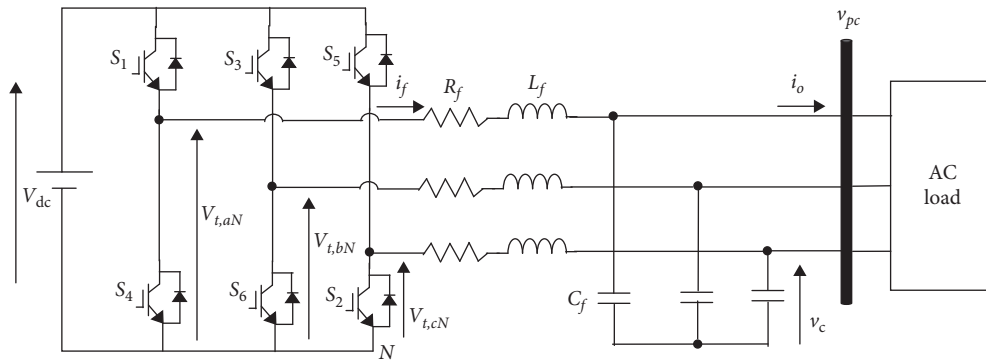 v_pc
S_1
S_3
S_5
i_f
R_f
L_f
i_o
V_dc
V_t,aN
V_t,bN
V_t,cN
AC
load
S_4
S_6
S_2
C_f
v_c
N